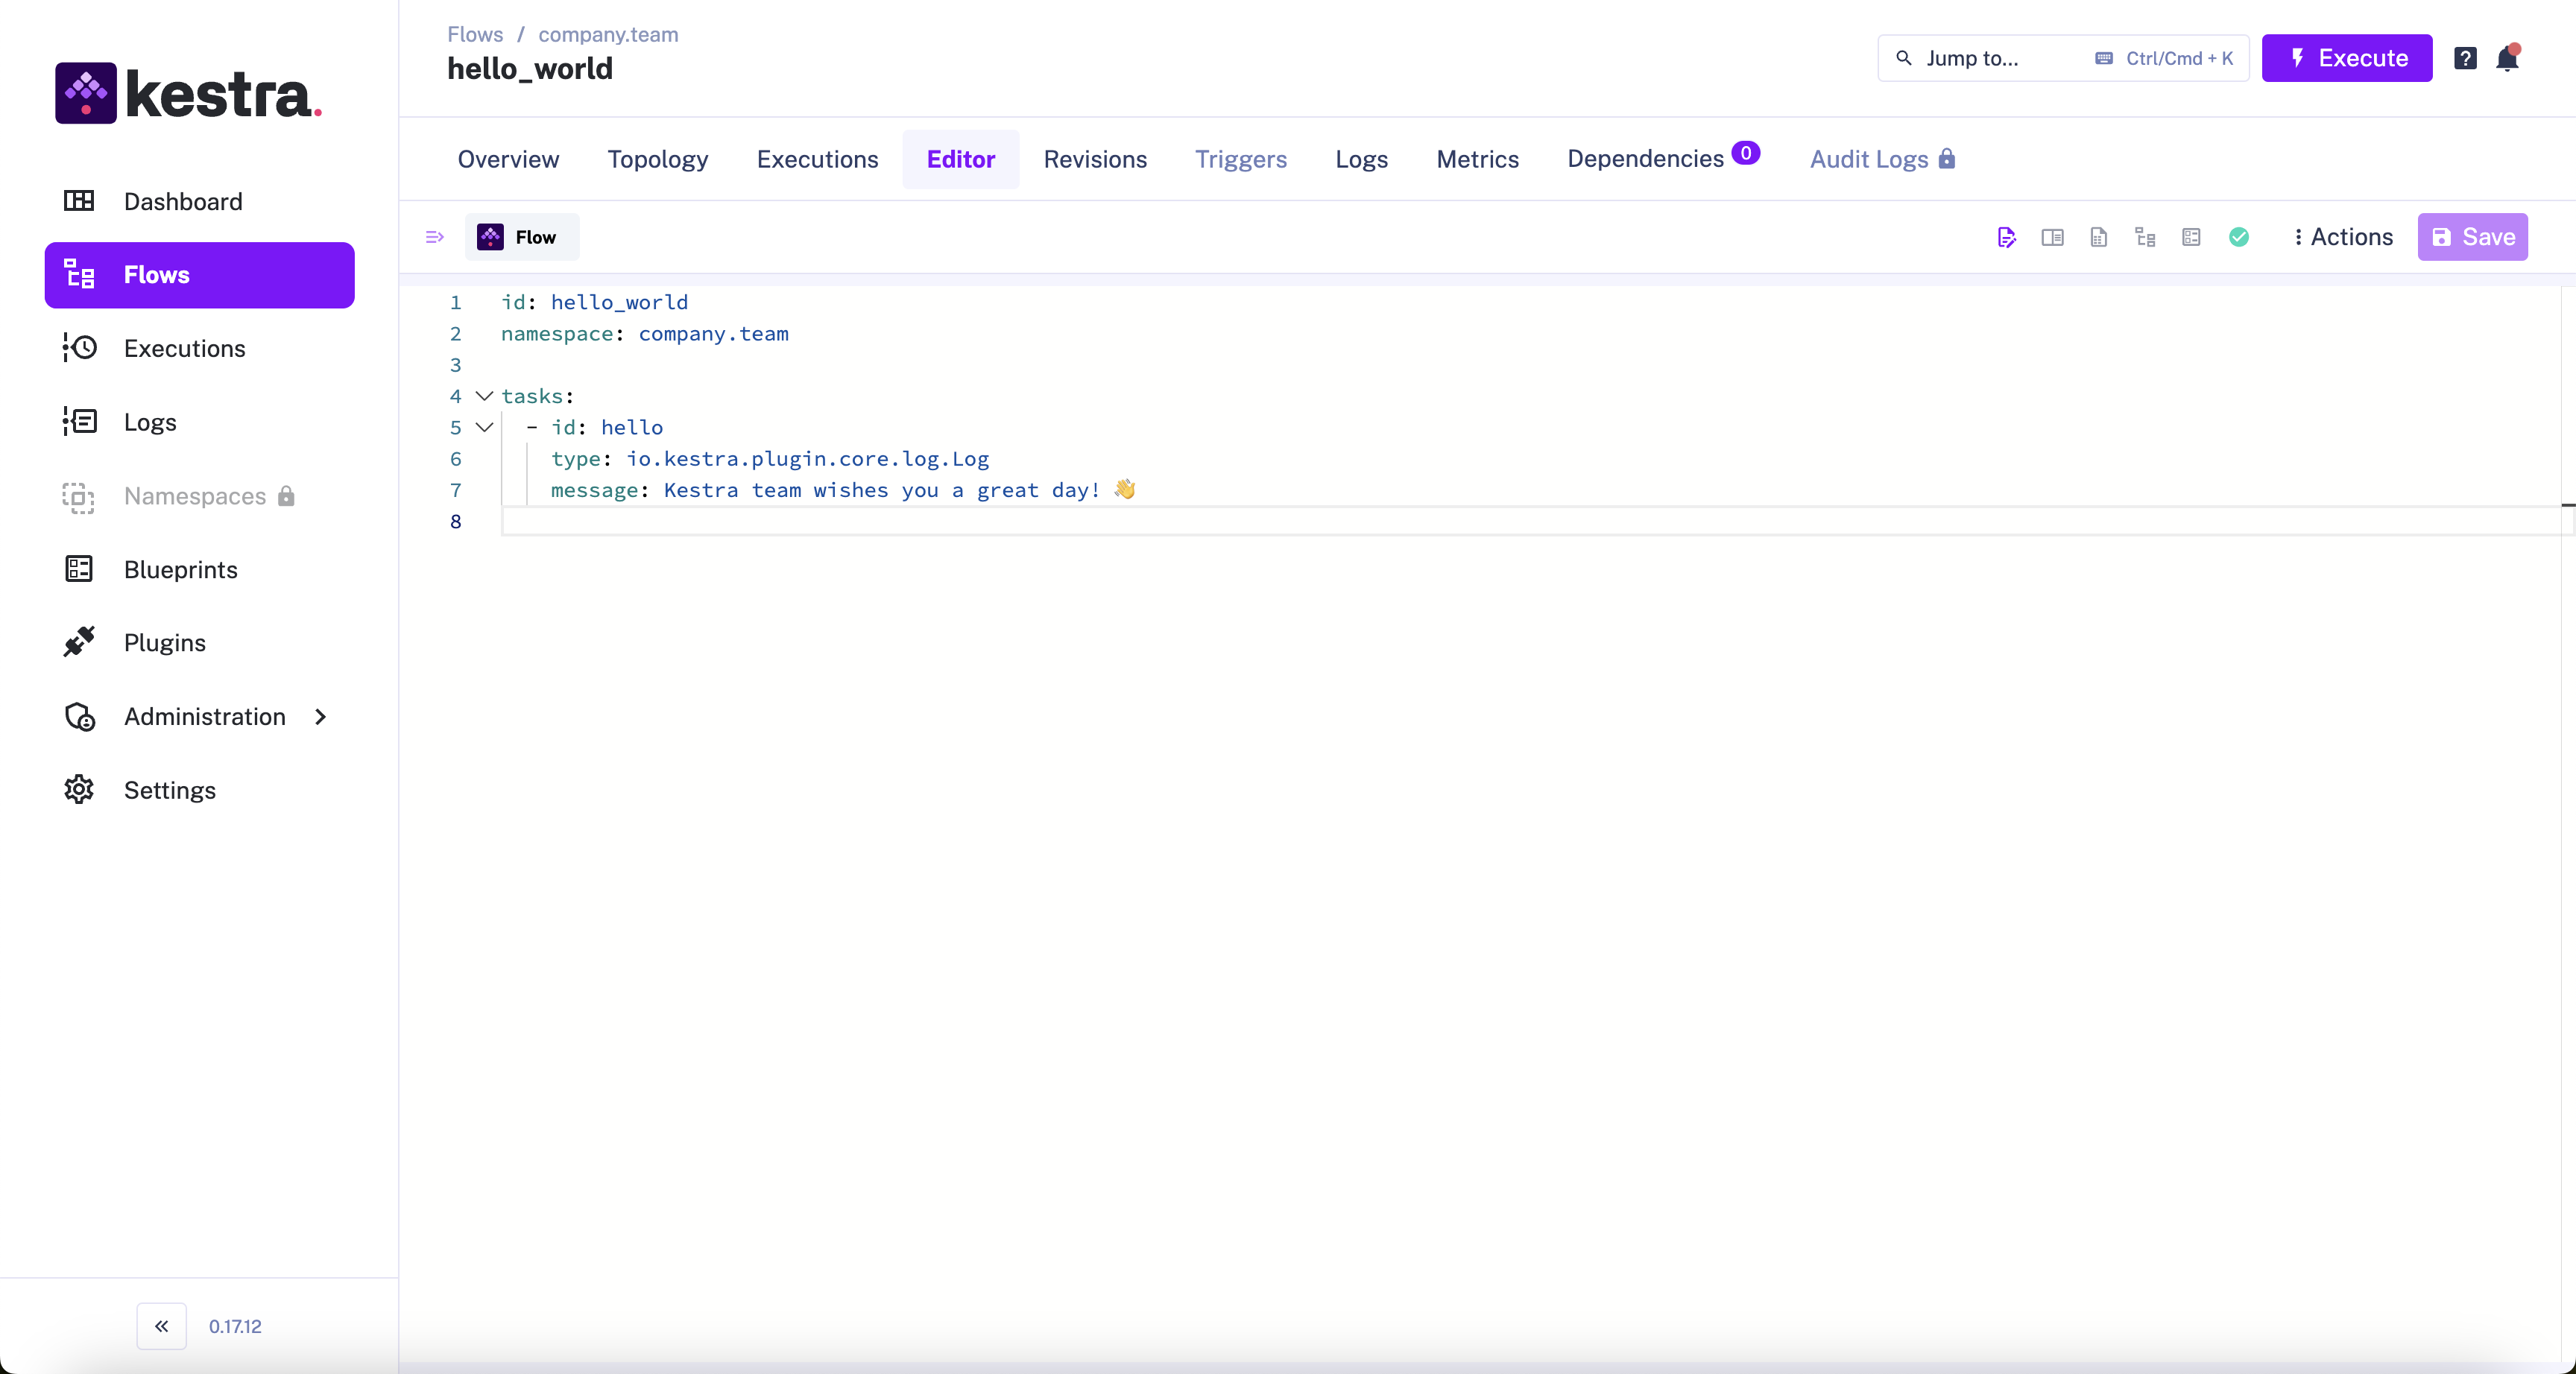 kestra.
Dashboard
Flows
Executions
Logs
Namespaces
Blueprints
Plugins
Administration
Settings
0.17.12
Flows / company.team
hello_world
Jump to... Ctrl/Cmd + K
Execute
Overview Topology Executions Editor Revisions Triggers Logs Metrics Dependencies 0 Audit Logs
Flow
Actions
Save
1 id: hello_world
2 namespace: company.team
3
4 tasks:
5 - id: hello
6 type: io.kestra.plugin.core.log.Log
7 message: Kestra team wishes you a great day! 👋
8